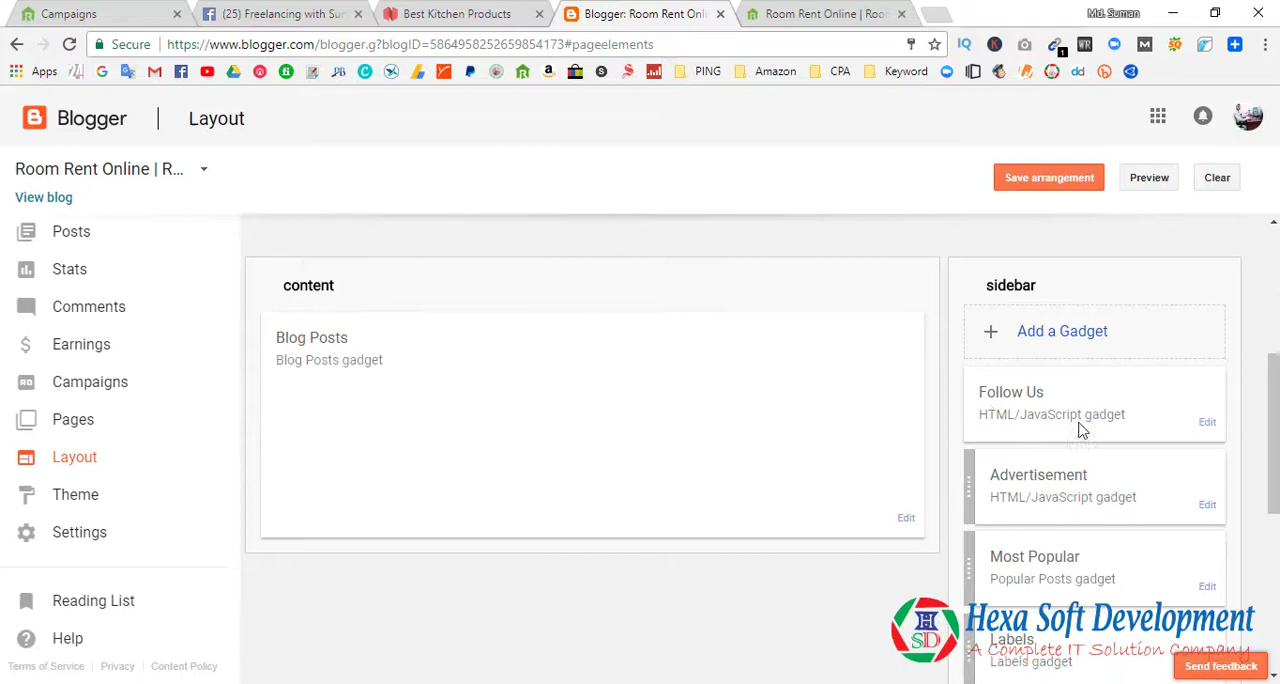 Campaigns
(25) Freelancing with Sur
Best Kitchen Products
Blogger: Room Rent Onli
Room Rent Online | Roo
Md. Suman
Secure
https://www.blogger.com/blogger.g?blogID=5864958252659854173#pageelements
Apps
PING
Amazon
CPA
Keyword
Blogger
Layout
Room Rent Online | R...
View blog
Save arrangement
Preview
Clear
Posts
Stats
Comments
Earnings
Campaigns
Pages
Layout
Theme
Settings
Reading List
Help
Terms of Service
Privacy
Content Policy
content
Blog Posts
Blog Posts gadget
Edit
sidebar
Add a Gadget
Follow Us
HTML/JavaScript gadget
Edit
Advertisement
HTML/JavaScript gadget
Edit
Most Popular
Popular Posts gadget
Edit
Labels
Labels gadget
HSD
Hexa Soft Development
A Complete IT Solution Company
Send feedback